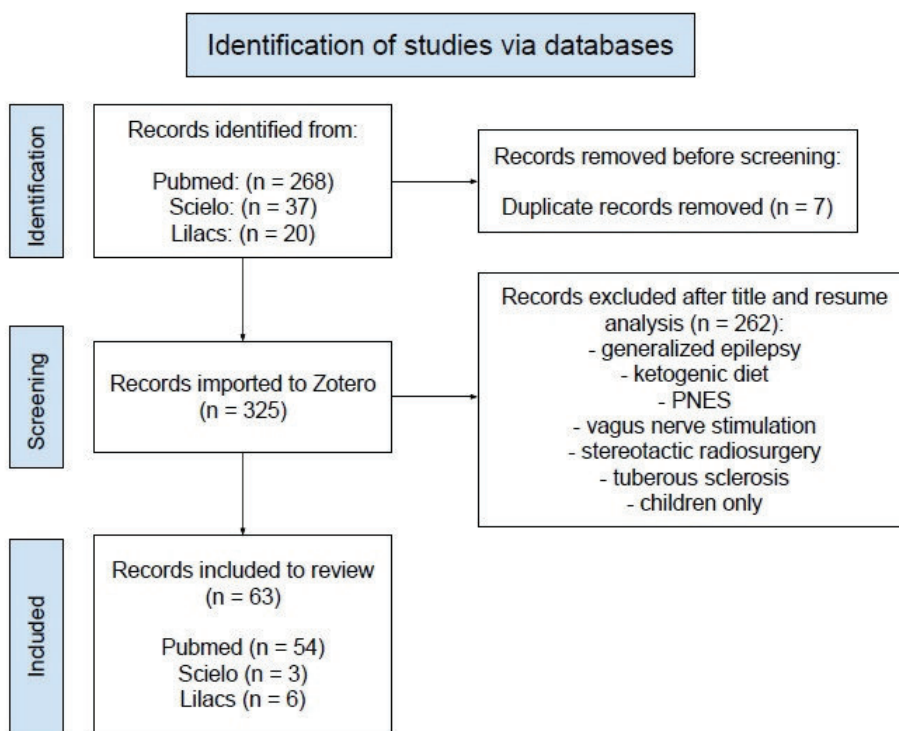 Identification of studies via databases
Identification
Records identified from:
Pubmed: (n = 268)
Scielo: (n = 37)
Lilacs: (n = 20)
Records removed before screening:
Duplicate records removed (n = 7)
Screening
Records imported to Zotero
(n = 325)
Records excluded after title and resume
analysis (n = 262):
- generalized epilepsy
- ketogenic diet
- PNES
- vagus nerve stimulation
- stereotactic radiosurgery
- tuberous sclerosis
- children only
Included
Records included to review
(n = 63)
Pubmed (n = 54)
Scielo (n = 3)
Lilacs (n = 6)